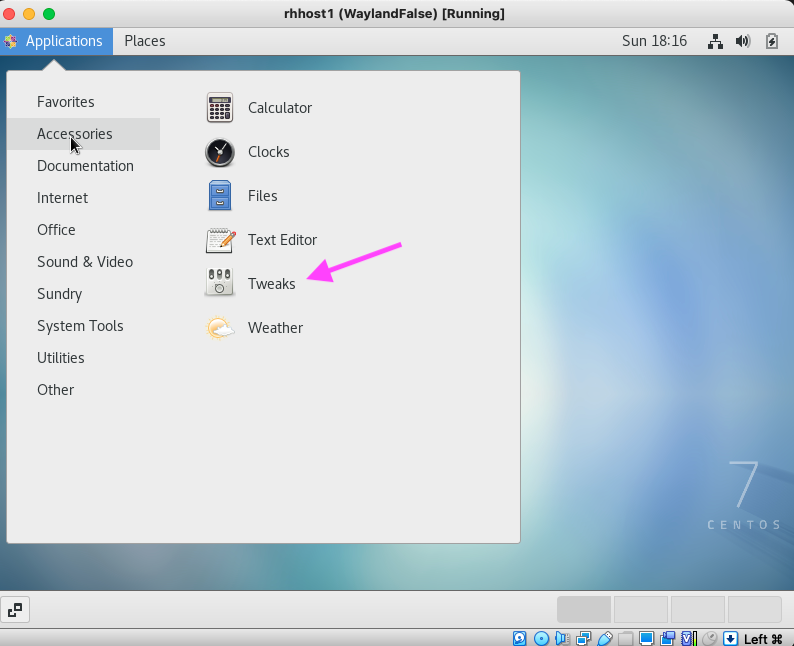 rhhost1 (WaylandFalse) [Running]
Applications Places Sun 18:16
Favorites
Accessories
Documentation
Internet
Office
Sound & Video
Sundry
System Tools
Utilities
Other
Calculator
Clocks
Files
Text Editor
Tweaks
Weather
7
CENTOS
Left ⌘